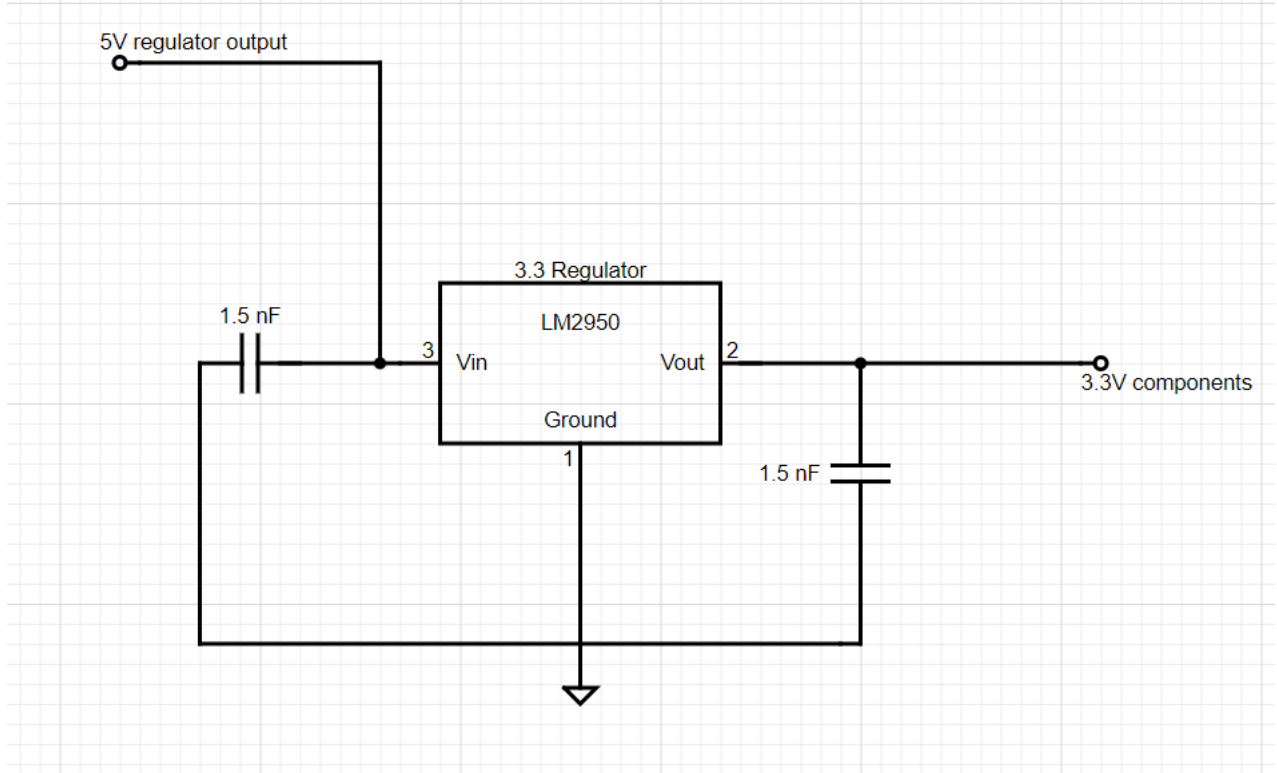 5V regulator output
3.3 Regulator
1.5 nF
LM2950
3
Vin
Vout
2
3.3V components
Ground
1
1.5 nF